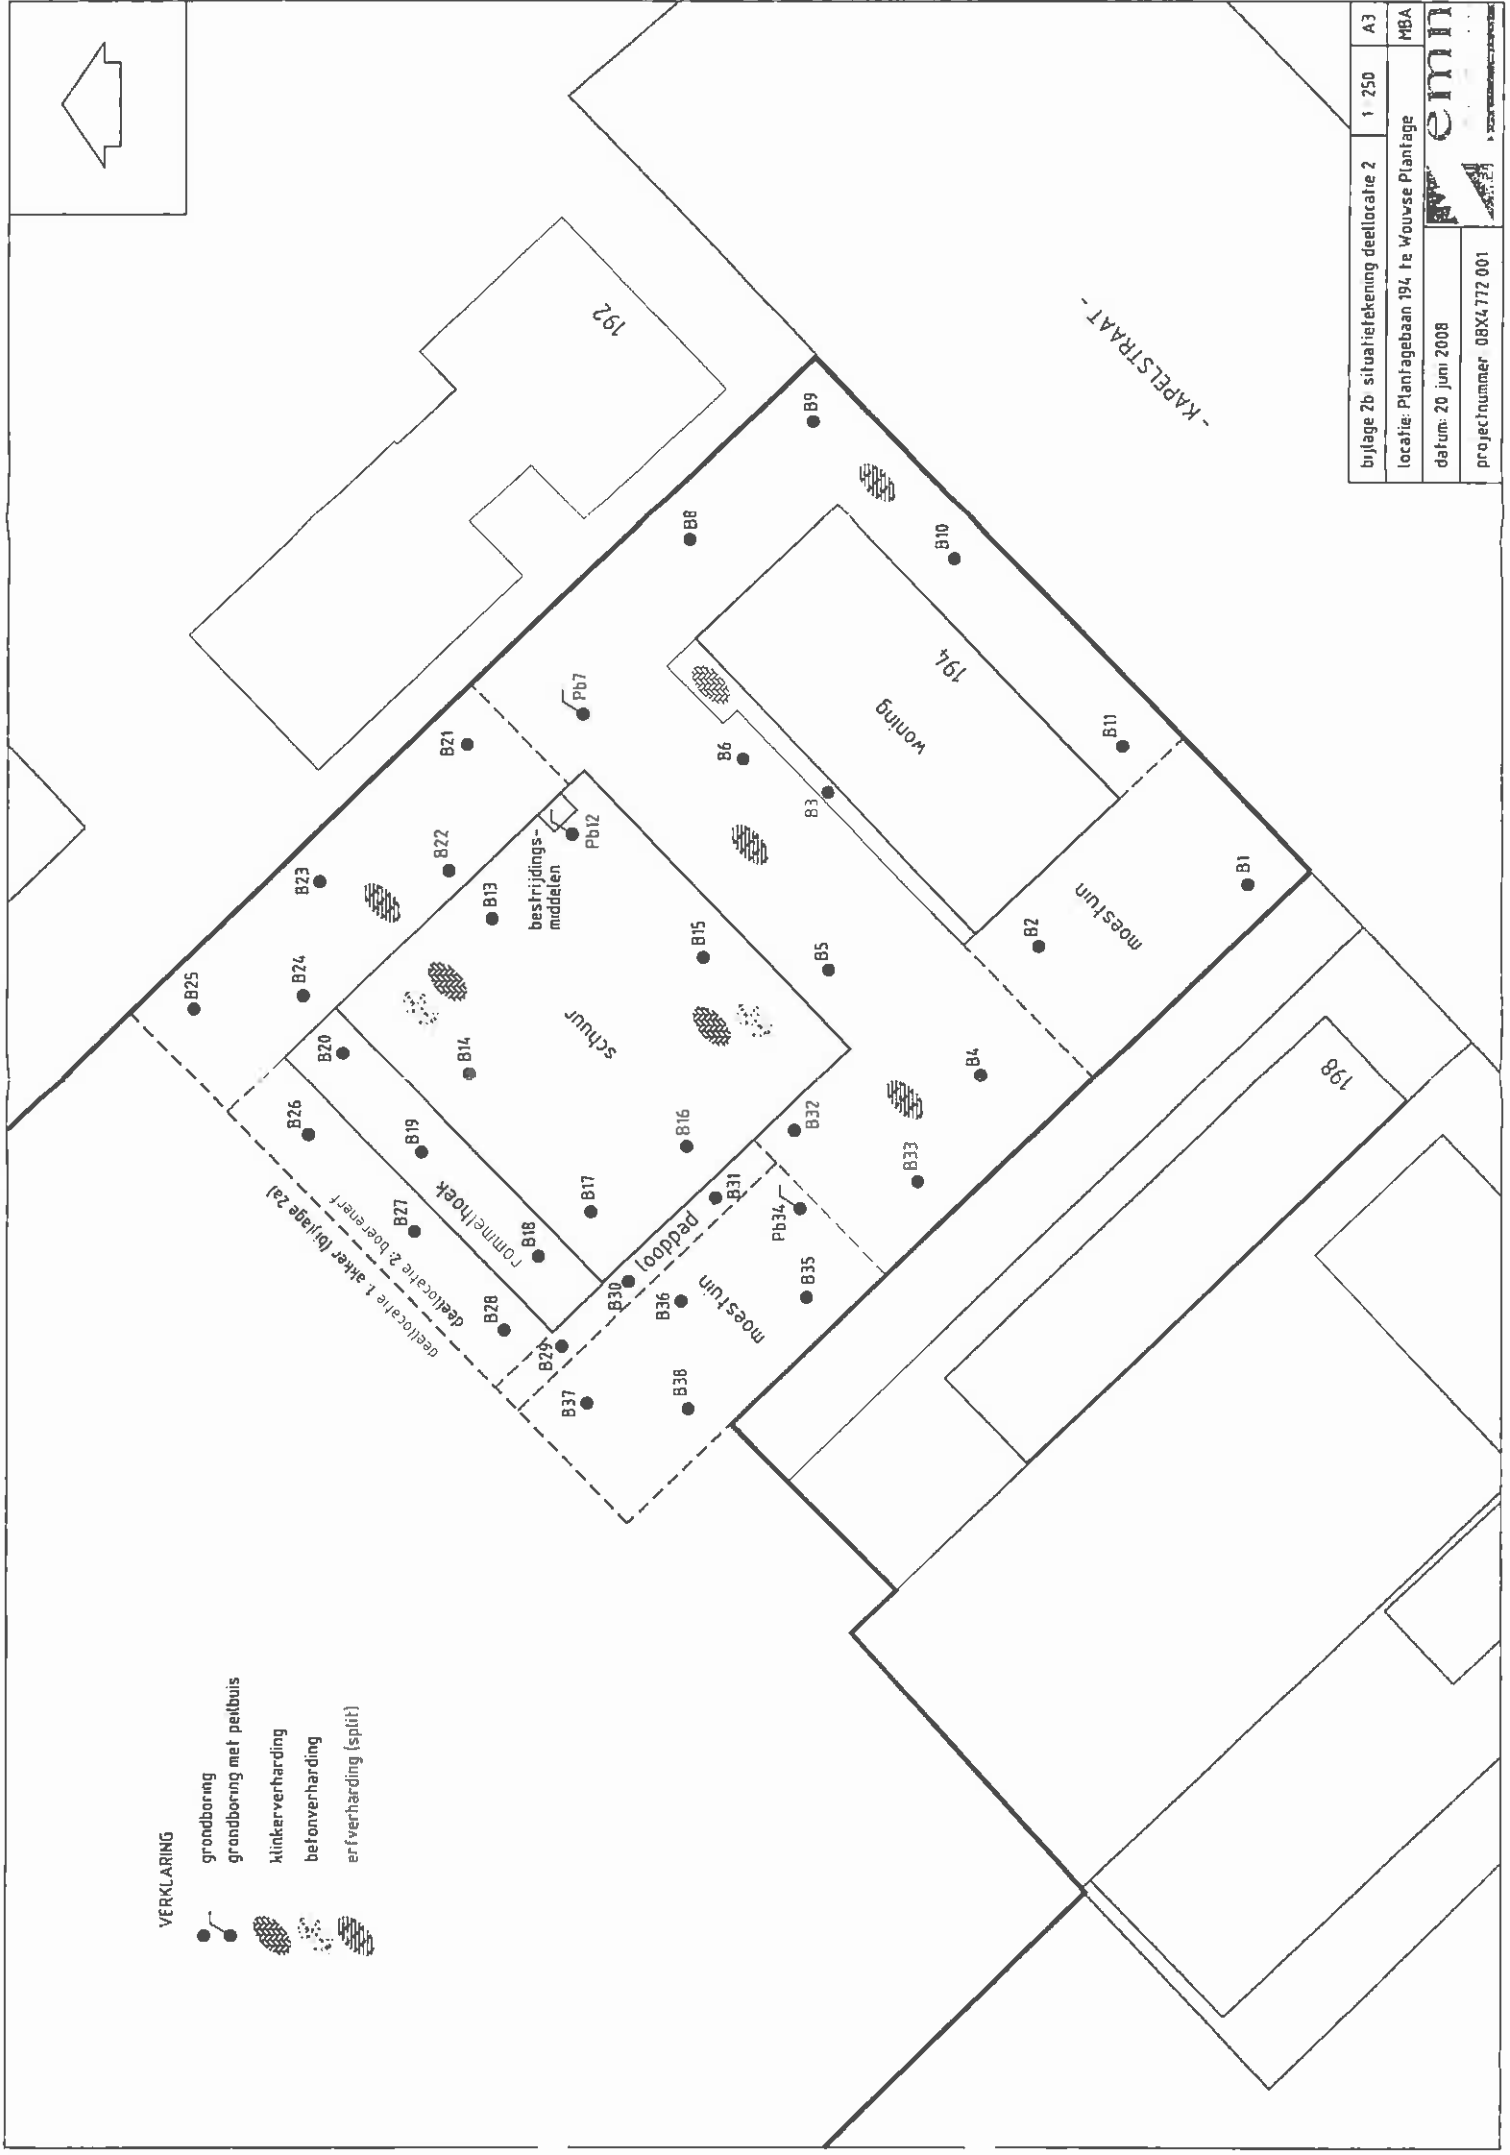 VERKLARING
grondboring
grondboring met peilbuis
klinkerverharding
betonverharding
erfverharding (split)
B25
B24
B23
B22
B21
B20
B26
B19
B27
B18
B28
B29
B37
B14
B13
B17
B16
B15
B30
B31
B36
B38
B35
Pb34
B32
B33
B4
B5
B6
B3
B2
B1
B11
B10
B9
B8
Pb7
Pb12
bestrijdings-
middelen
schuur
rommelhoek
deellocatie 2: boerenerf
deellocatie 1: akker (bijlage 2a)
deellocatie
paddoq
moestuin
moestuin
woning
194
192
198
- KAPELSTRAAT -
bijlage 2b situatietekening deellocatie 2
1 250
A3
locatie: Plantagebaan 194 te Wouwse Plantage
MBA
datum: 20 juni 2008
projectnummer 08X4772 001